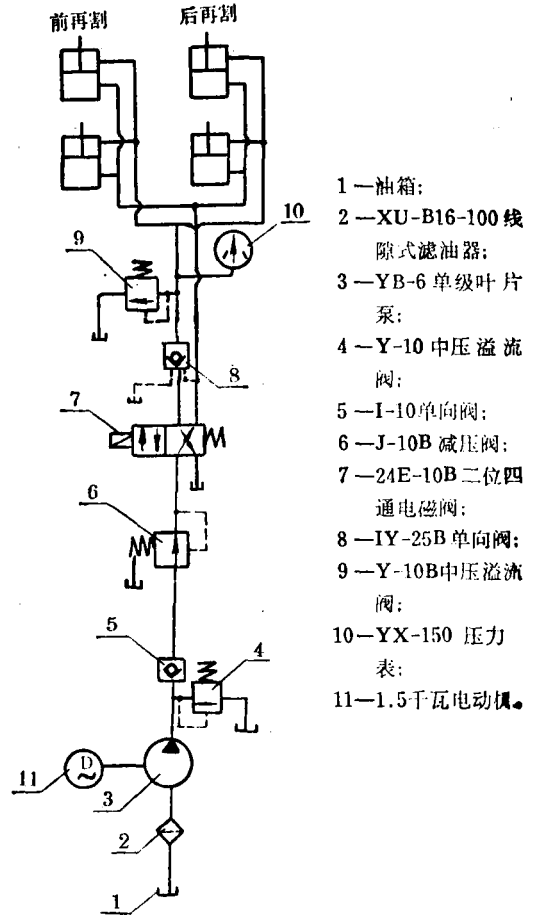 前再割
后再割
10
9
8
7
6
5
4
D
11
3
2
1
1—油箱;
2—XU-B16-100线
隙式滤油器;
3—YB-6单级叶片
泵;
4—Y-10中压溢流
阀;
5—I-10单向阀;
6—J-10B减压阀;
7—24E-10B二位四
通电磁阀;
8—IY-25B单向阀;
9—Y-10B中压溢流
阀;
10—YX-150压力
表;
11—1.5千瓦电动机。